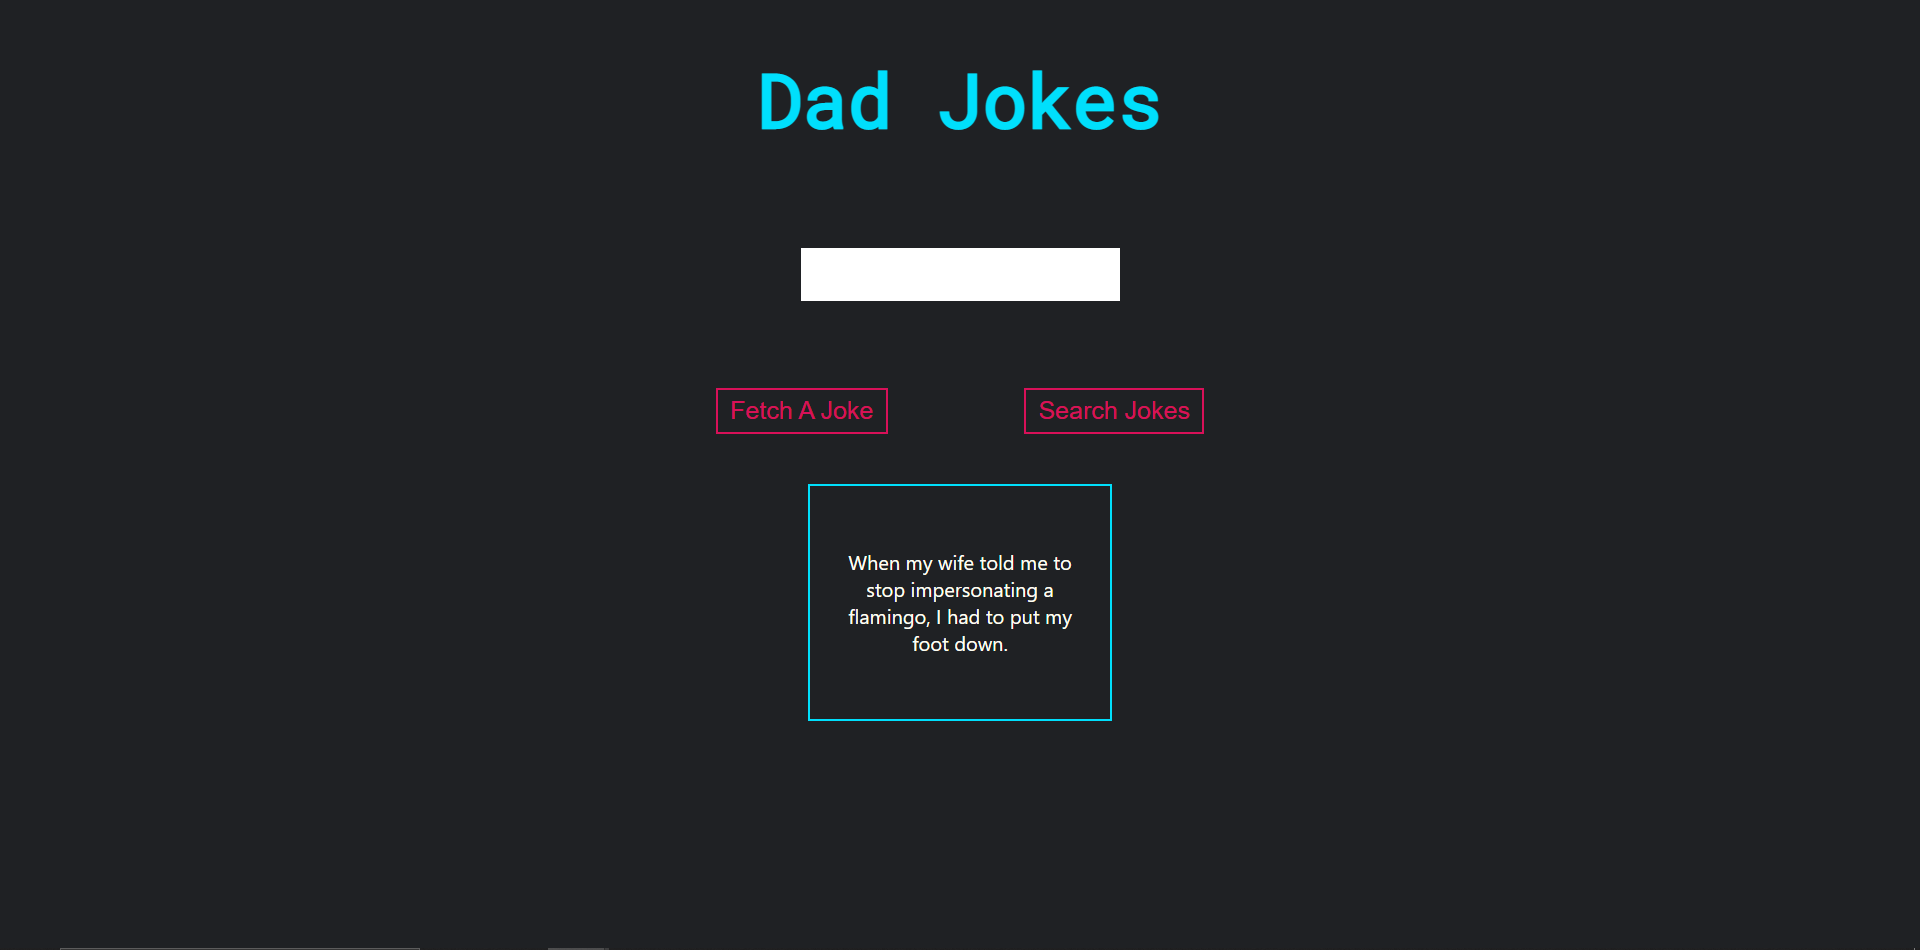 Dad Jokes
Fetch A Joke
Search Jokes
When my wife told me to
stop impersonating a
flamingo, I had to put my
foot down.